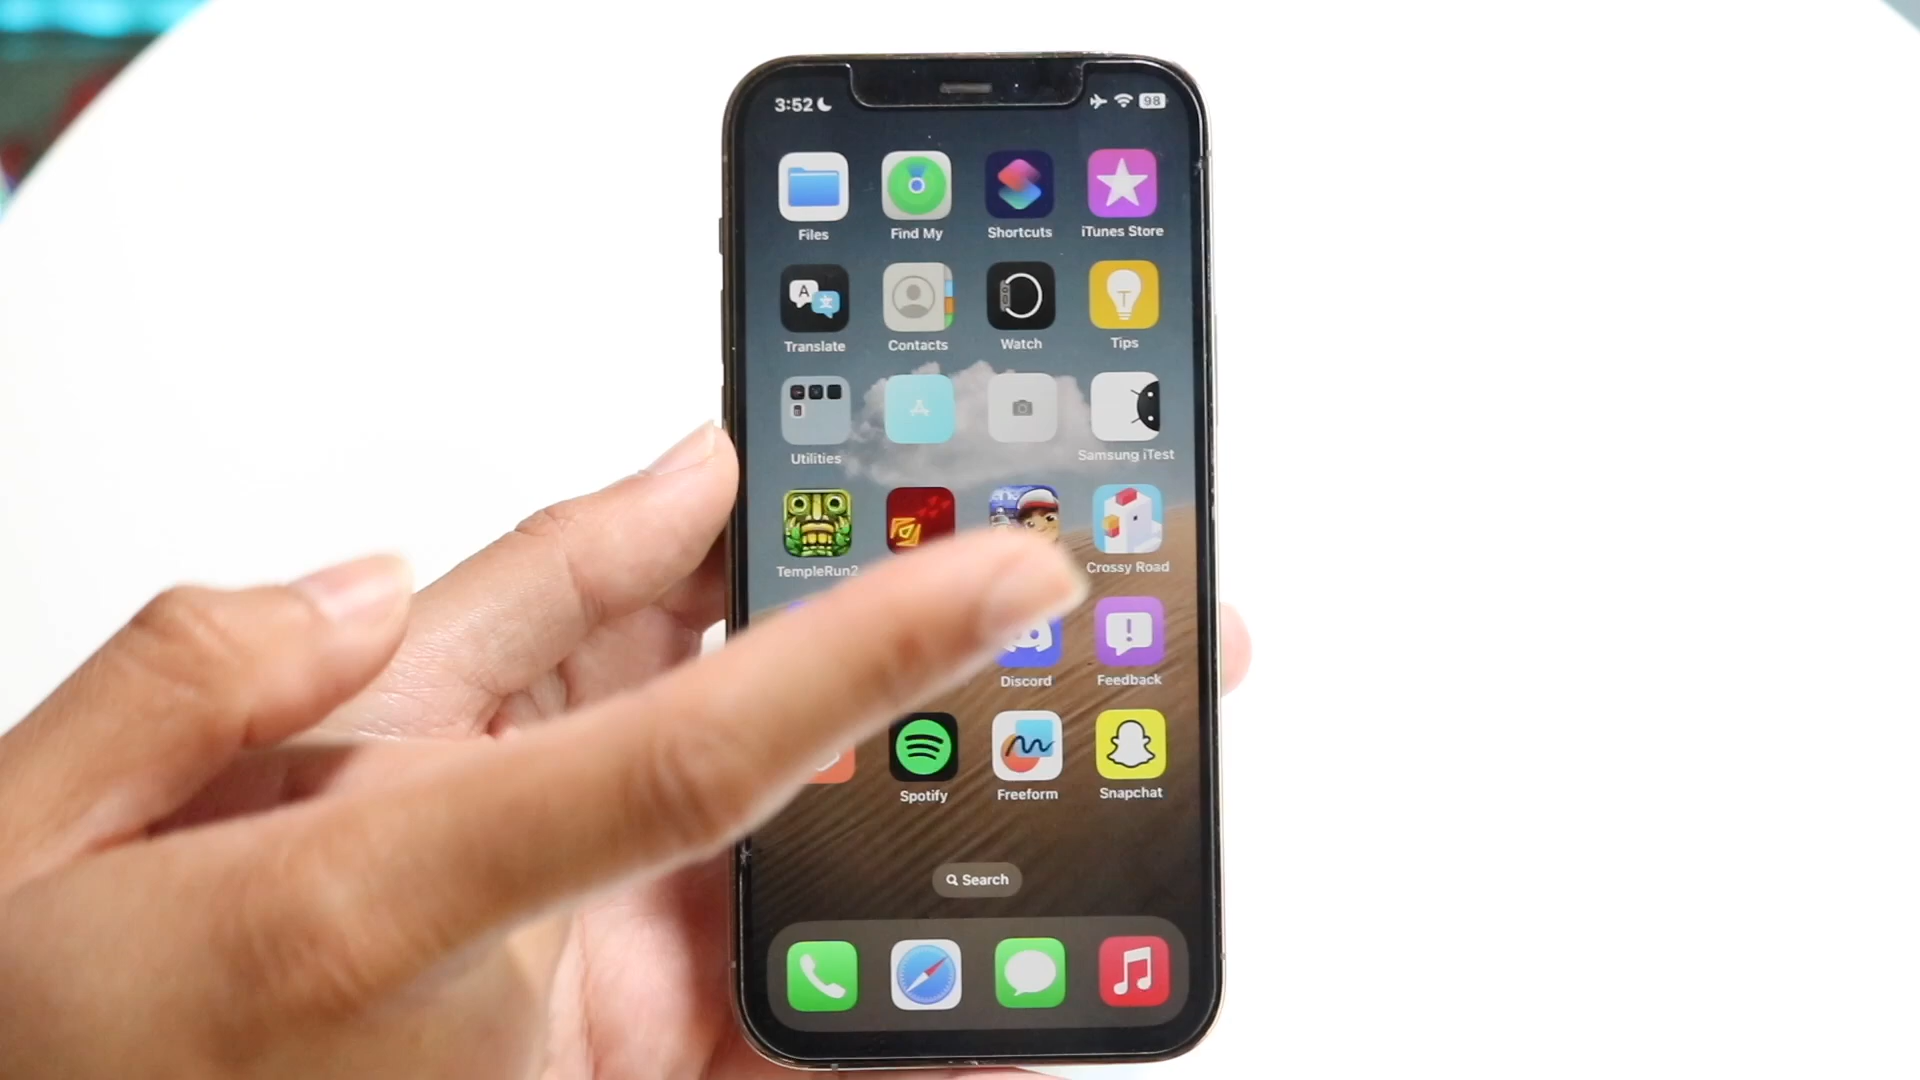 3:52
98
Files
Find My
Shortcuts
iTunes Store
A
文
Translate
Contacts
Watch
T
Tips
Utilities
Samsung iTest
TempleRun2
Crossy Road
!
Discord
Feedback
Spotify
Freeform
Snapchat
Search